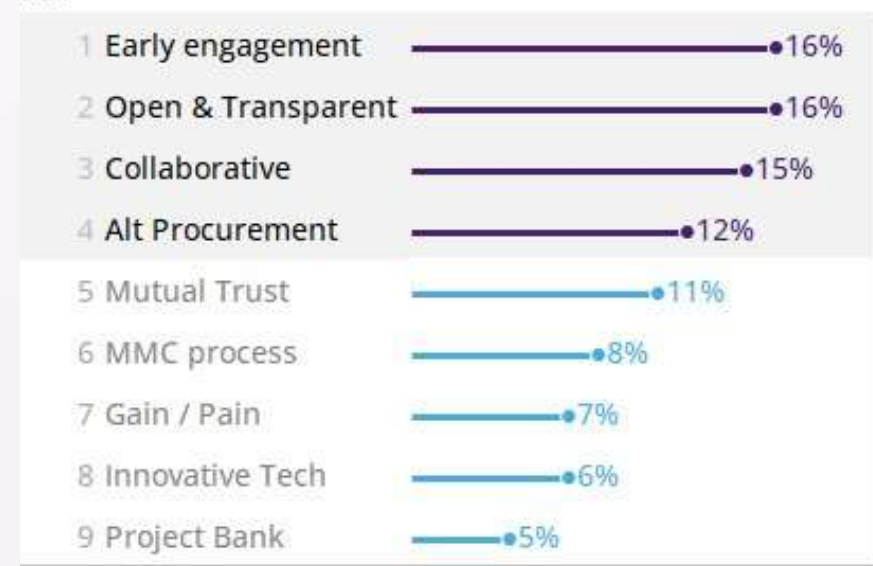 1 Early engagement 16%
2 Open & Transparent 16%
3 Collaborative 15%
4 Alt Procurement 12%
5 Mutual Trust 11%
6 MMC process 8%
7 Gain / Pain 7%
8 Innovative Tech 6%
9 Project Bank 5%